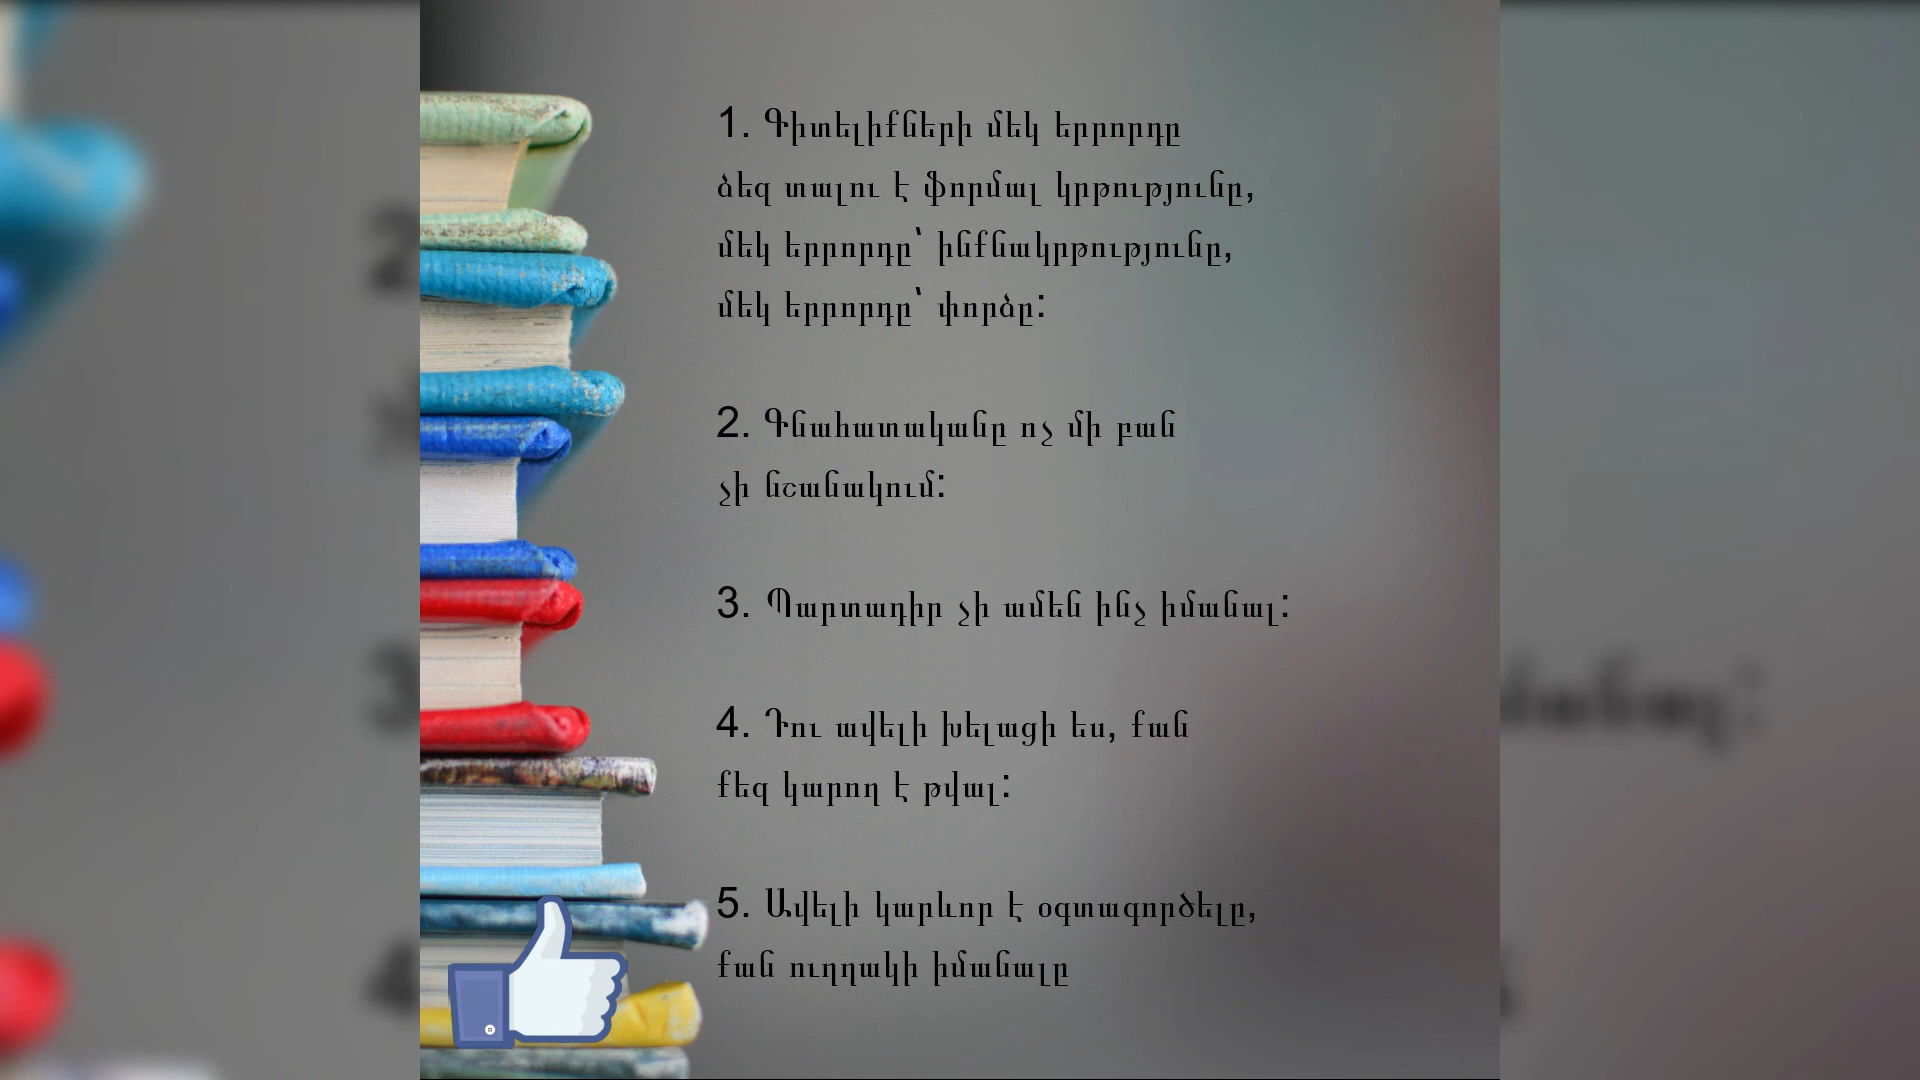 1. Գիտելիքների մեկ երրորդը
ձեզ տալու է ֆորմալ կրթությունը,
մեկ երրորդը՝ ինքնակրթությունը,
մեկ երրորդը՝ փորձը:
2. Գնահատականը ոչ մի բան
չի նշանակում:
3. Պարտադիր չի ամեն ինչ իմանալ:
4. Դու ավելի խելացի ես, քան
քեզ կարող է թվալ:
5. Ավելի կարևոր է օգտագործելը,
քան ուղղակի իմանալը